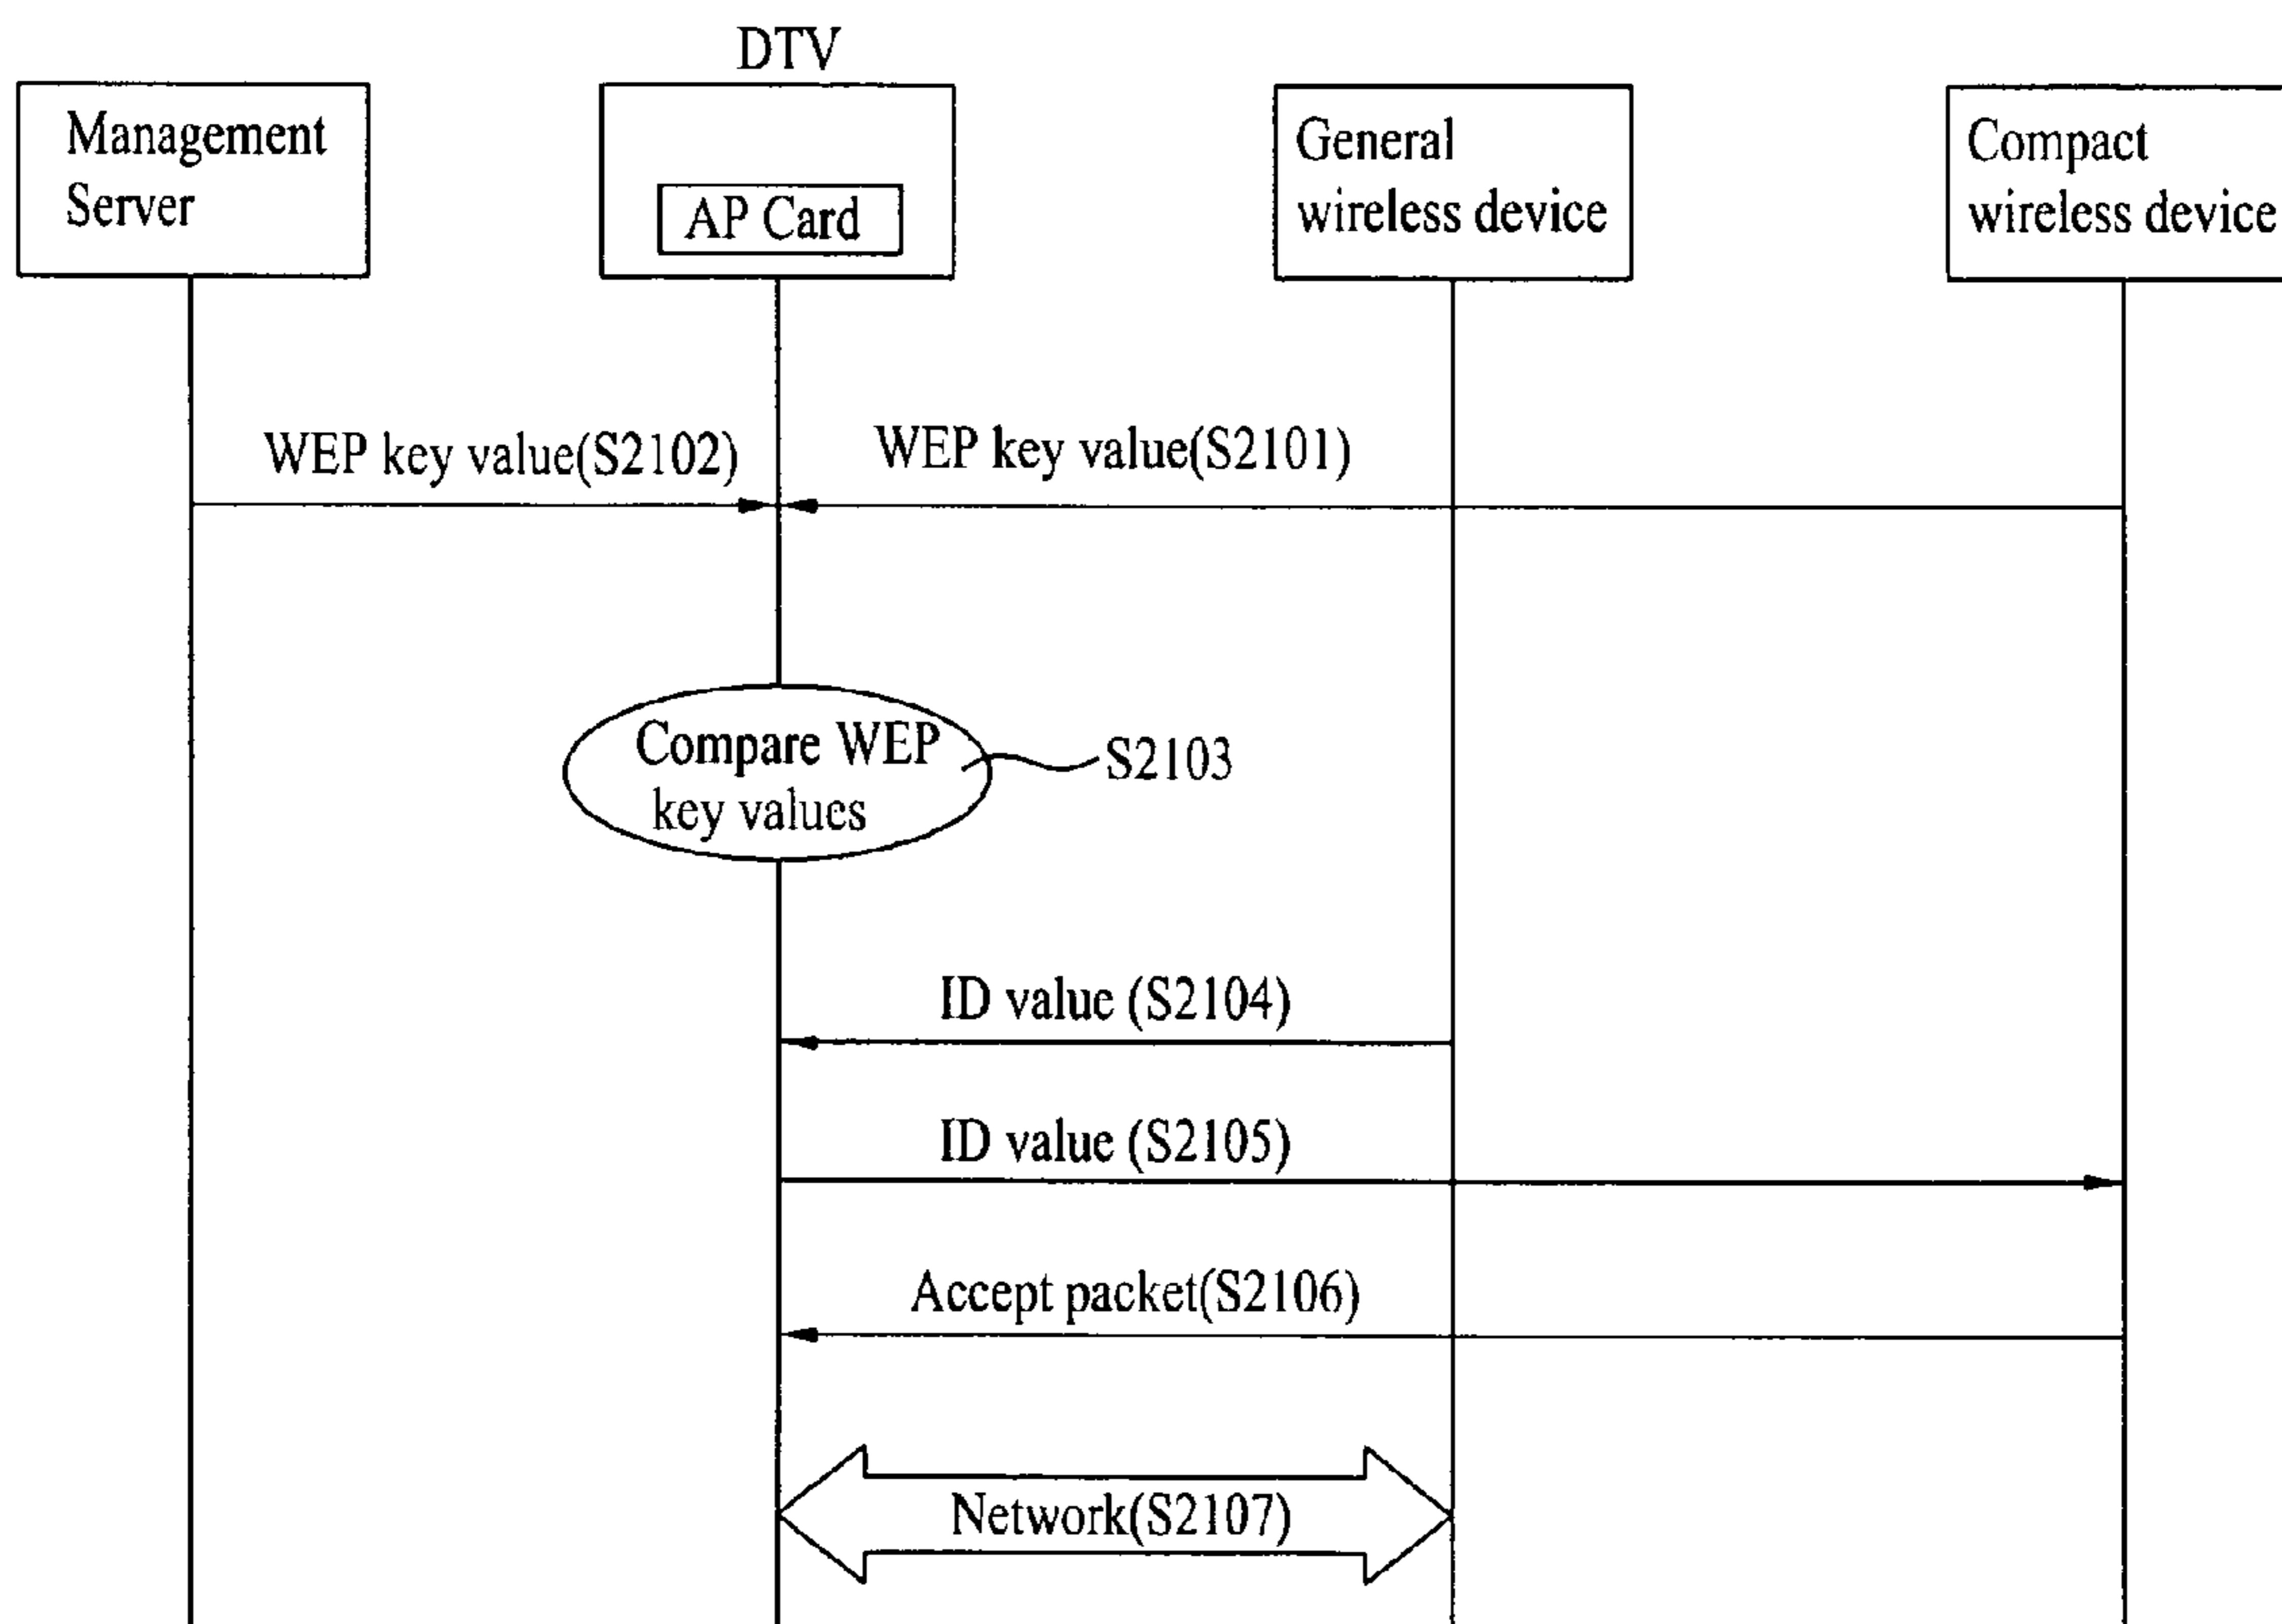 DTV
Management
Server
AP Card
General
wireless device
Compact
wireless device
WEP key value(S2102)
WEP key value(S2101)
Compare WEP
key values
S2103
ID value (S2104)
ID value (S2105)
Accept packet(S2106)
Network(S2107)